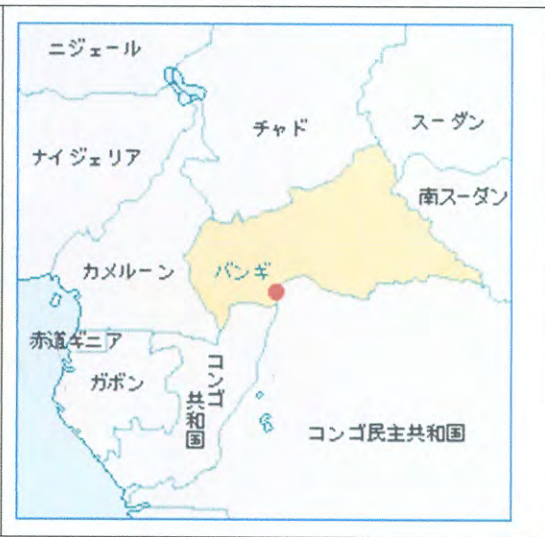 ニジェール
チャド
スーダン
ナイジェリア
南スーダン
カメルーン
バンギ
赤道ギニア
ガボン
コンゴ
共和国
コンゴ民主共和国